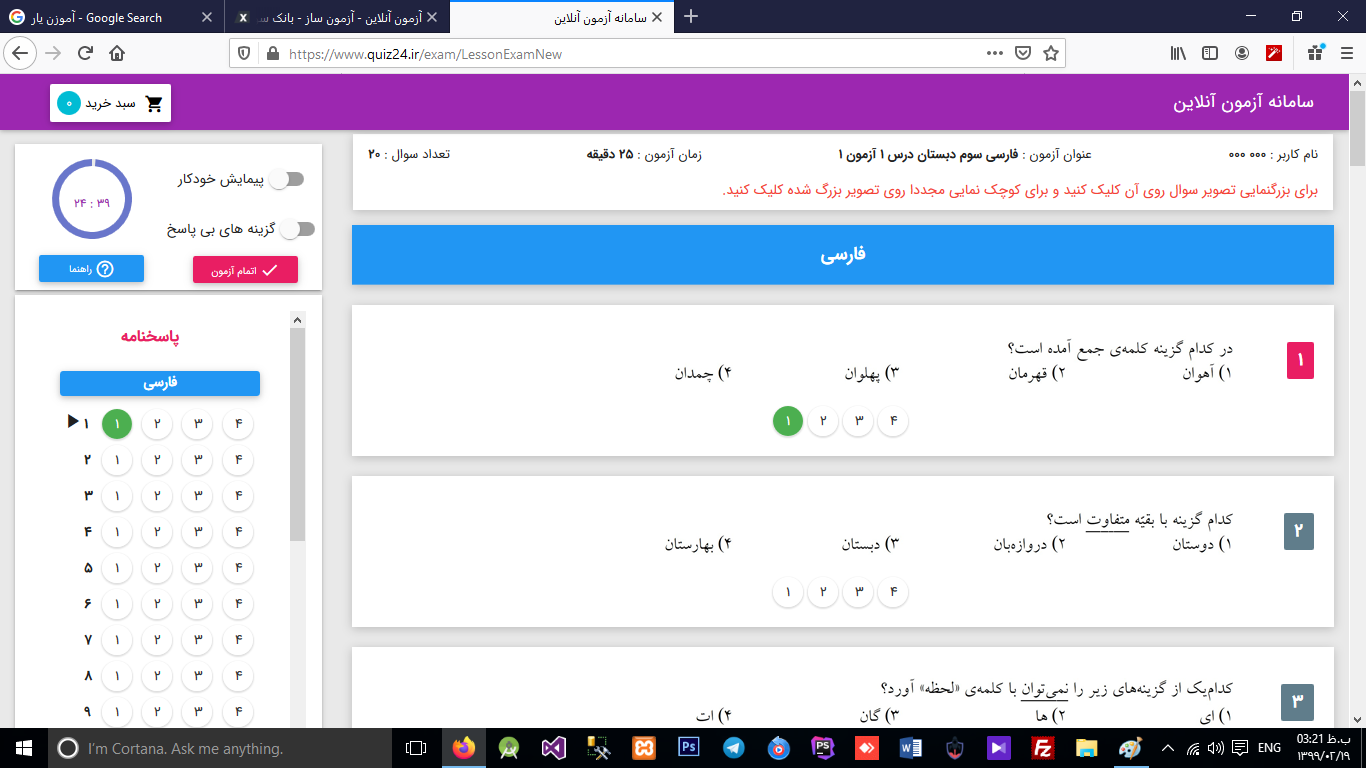 آموزن یار - Google Search
آزمون آنلاین - آزمون ساز - بانک سو
سامانه آزمون آنلاین
https://www.quiz24.ir/exam/LessonExamNew
سامانه آزمون آنلاین
سبد خرید ۰
نام کاربر : ۰۰۰ ۰۰۰ عنوان آزمون : فارسی سوم دبستان درس ۱ آزمون ۱ زمان آزمون : ۲۵ دقیقه تعداد سوال : ۲۰
برای بزرگنمایی تصویر سوال روی آن کلیک کنید و برای کوچک نمایی مجددا روی تصویر بزرگ شده کلیک کنید.
پیمایش خودکار
۲۴ : ۳۹
گزینه های بی پاسخ
اتمام آزمون
راهنما
فارسی
۱
در کدام گزینه کلمه‌ی جمع آمده است؟
۱) آهوان ۲) قهرمان ۳) پهلوان ۴) چمدان
۱ ۲ ۳ ۴
۲
کدام گزینه با بقیّه متفاوت است؟
۱) دوستان ۲) دروازه‌بان ۳) دبستان ۴) بهارستان
۱ ۲ ۳ ۴
۳
کدام‌یک از گزینه‌های زیر را نمی‌توان با کلمه‌ی «لحظه» آورد؟
۱) ای ۲) ها ۳) گان ۴) ات
پاسخنامه
فارسی
۱ ۱ ۲ ۳ ۴
۲ ۱ ۲ ۳ ۴
۳ ۱ ۲ ۳ ۴
۴ ۱ ۲ ۳ ۴
۵ ۱ ۲ ۳ ۴
۶ ۱ ۲ ۳ ۴
۷ ۱ ۲ ۳ ۴
۸ ۱ ۲ ۳ ۴
۹ ۱ ۲ ۳ ۴
I'm Cortana. Ask me anything.
Ps
PS
Fz
ENG
03:21 ب.ظ
۱۳۹۹/۰۲/۱۹